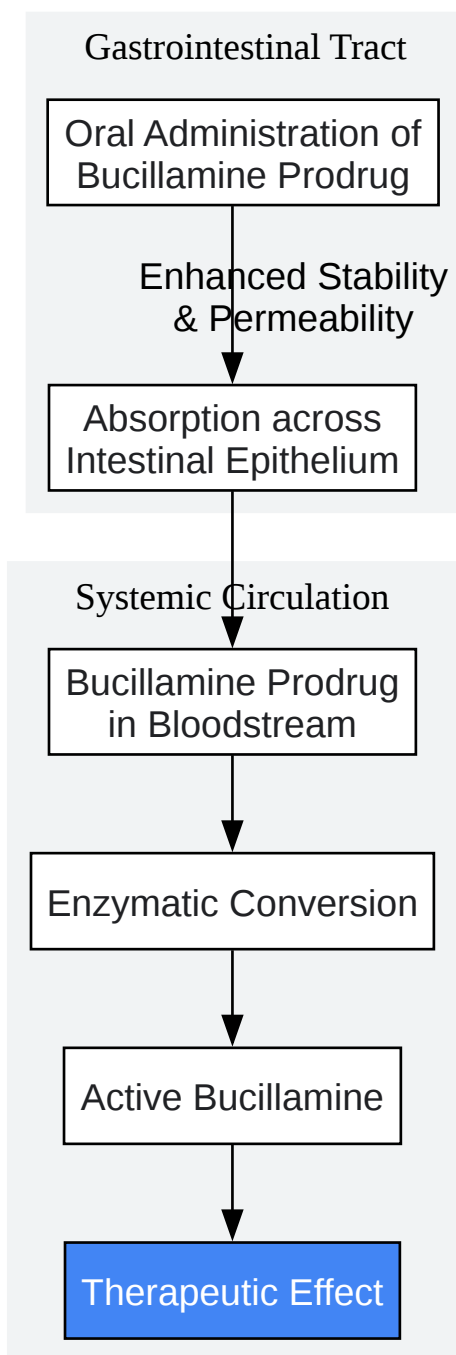 Gastrointestinal Tract
Oral Administration of
Bucillamine Prodrug
Enhanced Stability
& Permeability
Absorption across
Intestinal Epithelium
Systemic Circulation
Bucillamine Prodrug
in Bloodstream
Enzymatic Conversion
Active Bucillamine
Therapeutic Effect